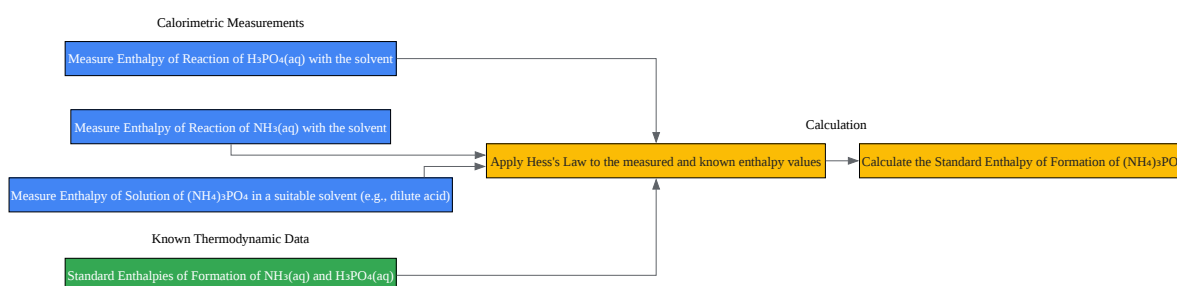 Calorimetric Measurements
Measure Enthalpy of Reaction of H₃PO₄(aq) with the solvent
Measure Enthalpy of Reaction of NH₃(aq) with the solvent
Measure Enthalpy of Solution of (NH₄)₃PO₄ in a suitable solvent (e.g., dilute acid)
Known Thermodynamic Data
Standard Enthalpies of Formation of NH₃(aq) and H₃PO₄(aq)
Apply Hess's Law to the measured and known enthalpy values
Calculation
Calculate the Standard Enthalpy of Formation of (NH₄)₃PO